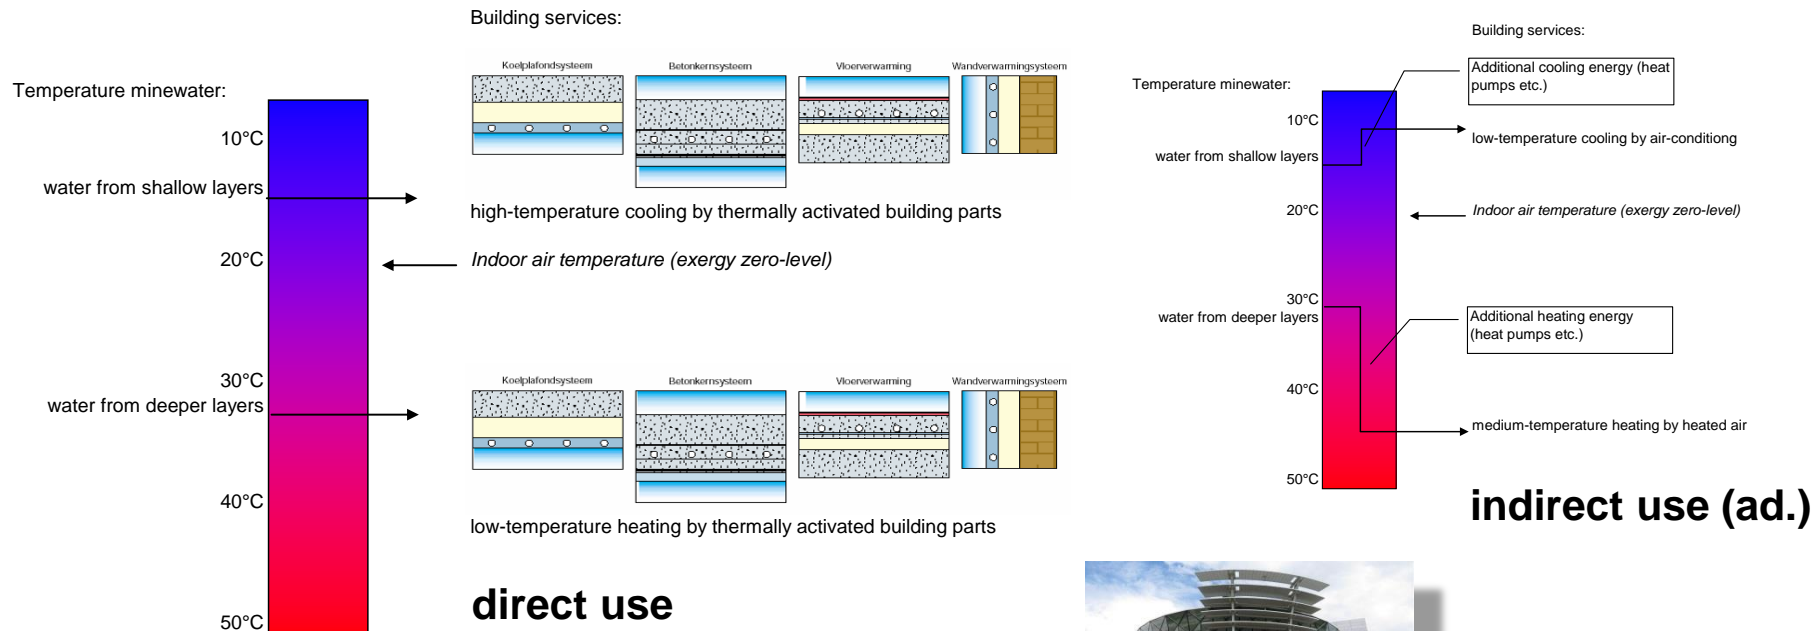 Building services:
Koelplafondsysteem
Betonkernsysteem
Vloerverwarming
Wandverwarmingsysteem
Temperature minewater:
10°C
water from shallow layers
high-temperature cooling by thermally activated building parts
20°C
Indoor air temperature (exergy zero-level)
30°C
water from deeper layers
Koelplafondsysteem
Betonkernsysteem
Vloerverwarming
Wandverwarmingsysteem
40°C
low-temperature heating by thermally activated building parts
direct use
50°C
Building services:
Additional cooling energy (heat
pumps etc.)
Temperature minewater:
10°C
low-temperature cooling by air-conditiong
water from shallow layers
20°C
Indoor air temperature (exergy zero-level)
30°C
water from deeper layers
Additional heating energy
(heat pumps etc.)
40°C
medium-temperature heating by heated air
50°C
indirect use (ad.)